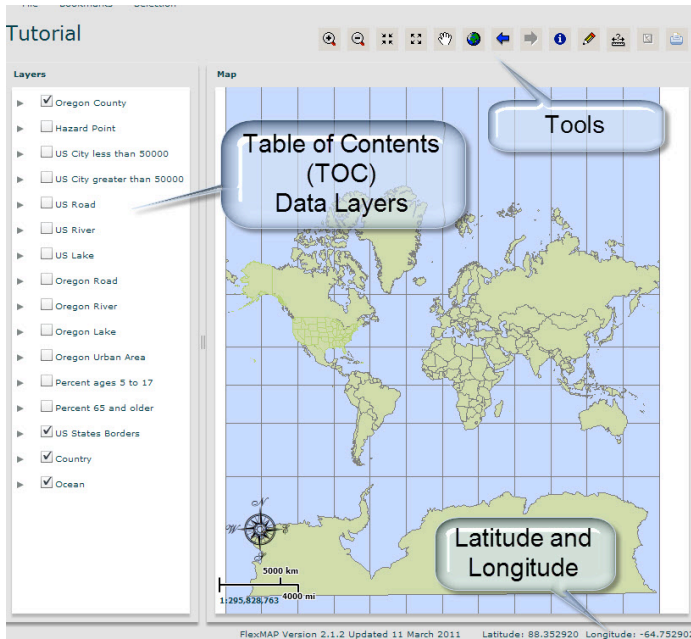 File Bookmarks Selection
Tutorial
Layers
Map
Oregon County
Hazard Point
US City less than 50000
US City greater than 50000
US Road
US River
US Lake
Oregon Road
Oregon River
Oregon Lake
Oregon Urban Area
Percent ages 5 to 17
Percent 65 and older
US States Borders
Country
Ocean
Table of Contents
(TOC)
Data Layers
Tools
Latitude and
Longitude
N
W
S
5000 km
4000 mi
1:295,828,763
FlexMAP Version 2.1.2 Updated 11 March 2011 Latitude: 88.352920 Longitude: -64.752902